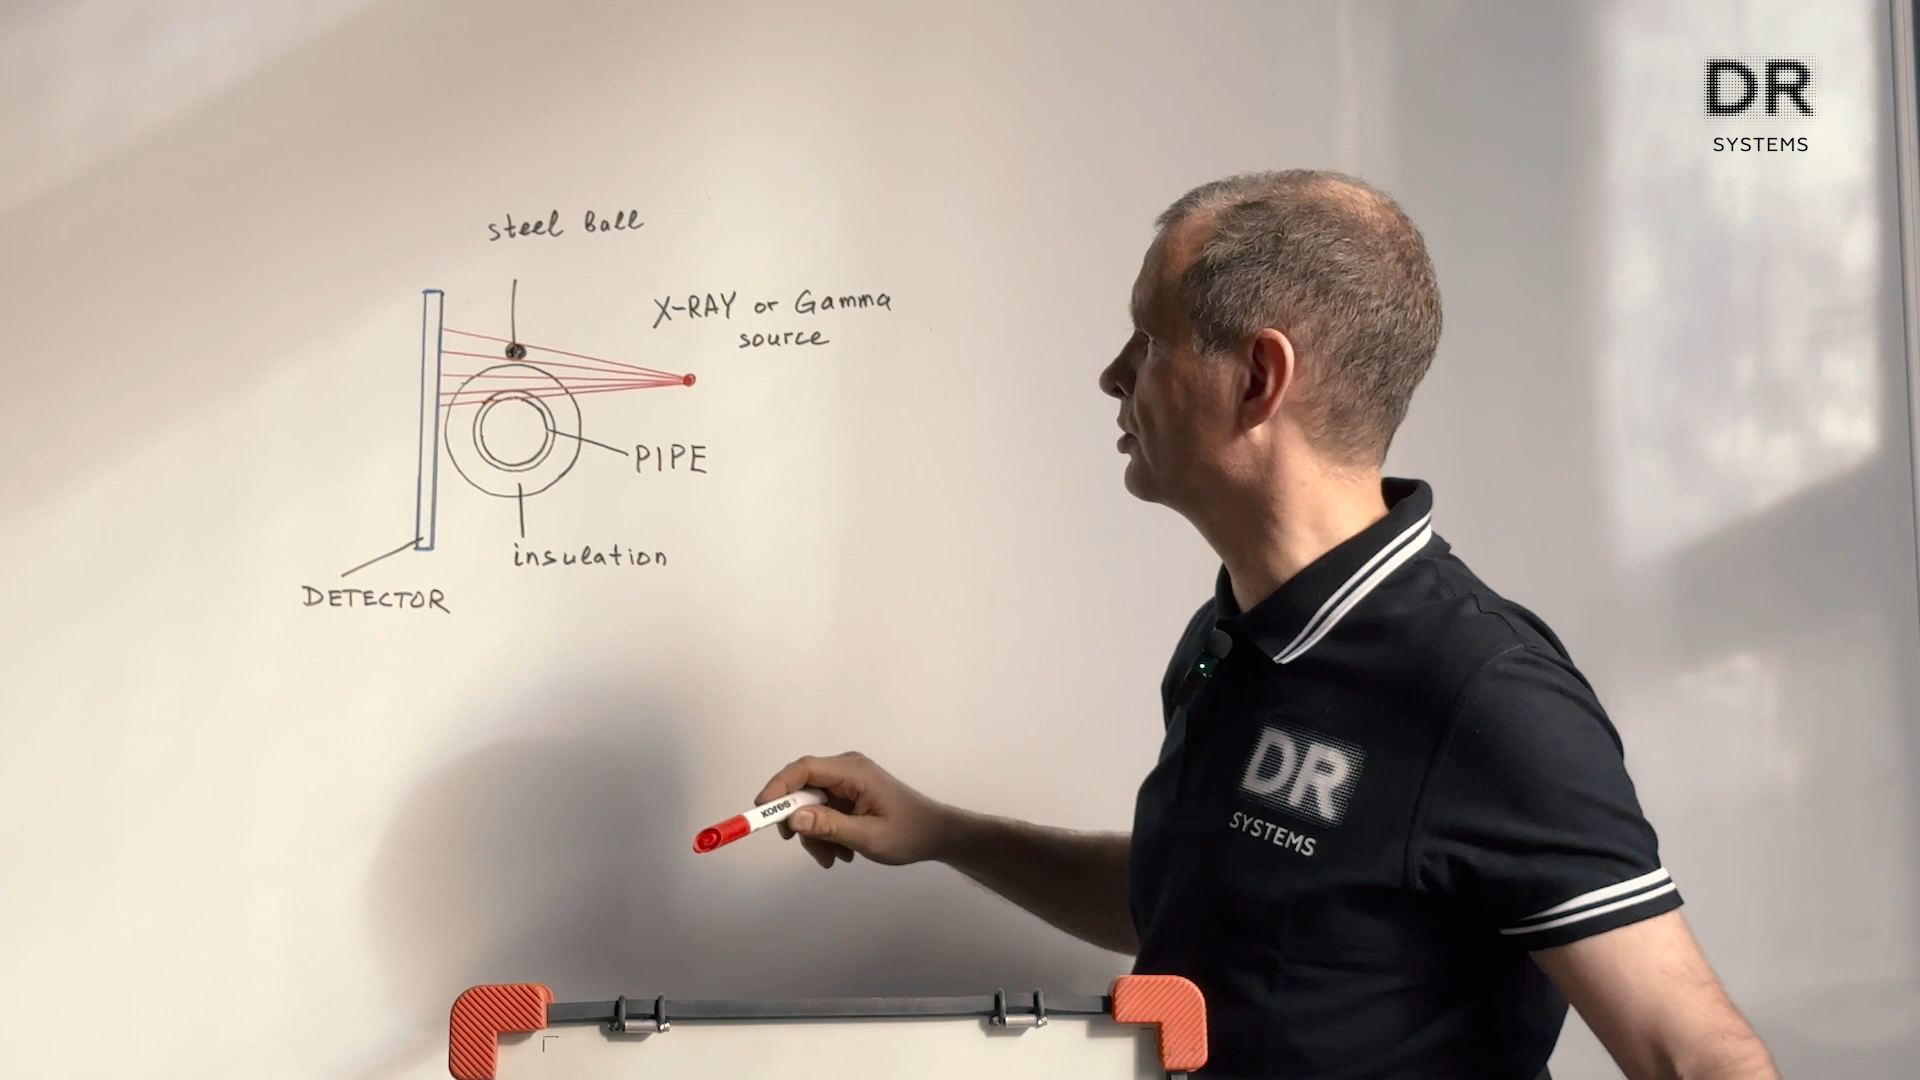 DR
SYSTEMS
steel ball
X-RAY or Gamma
source
PIPE
insulation
DETECTOR
kores
DR
SYSTEMS